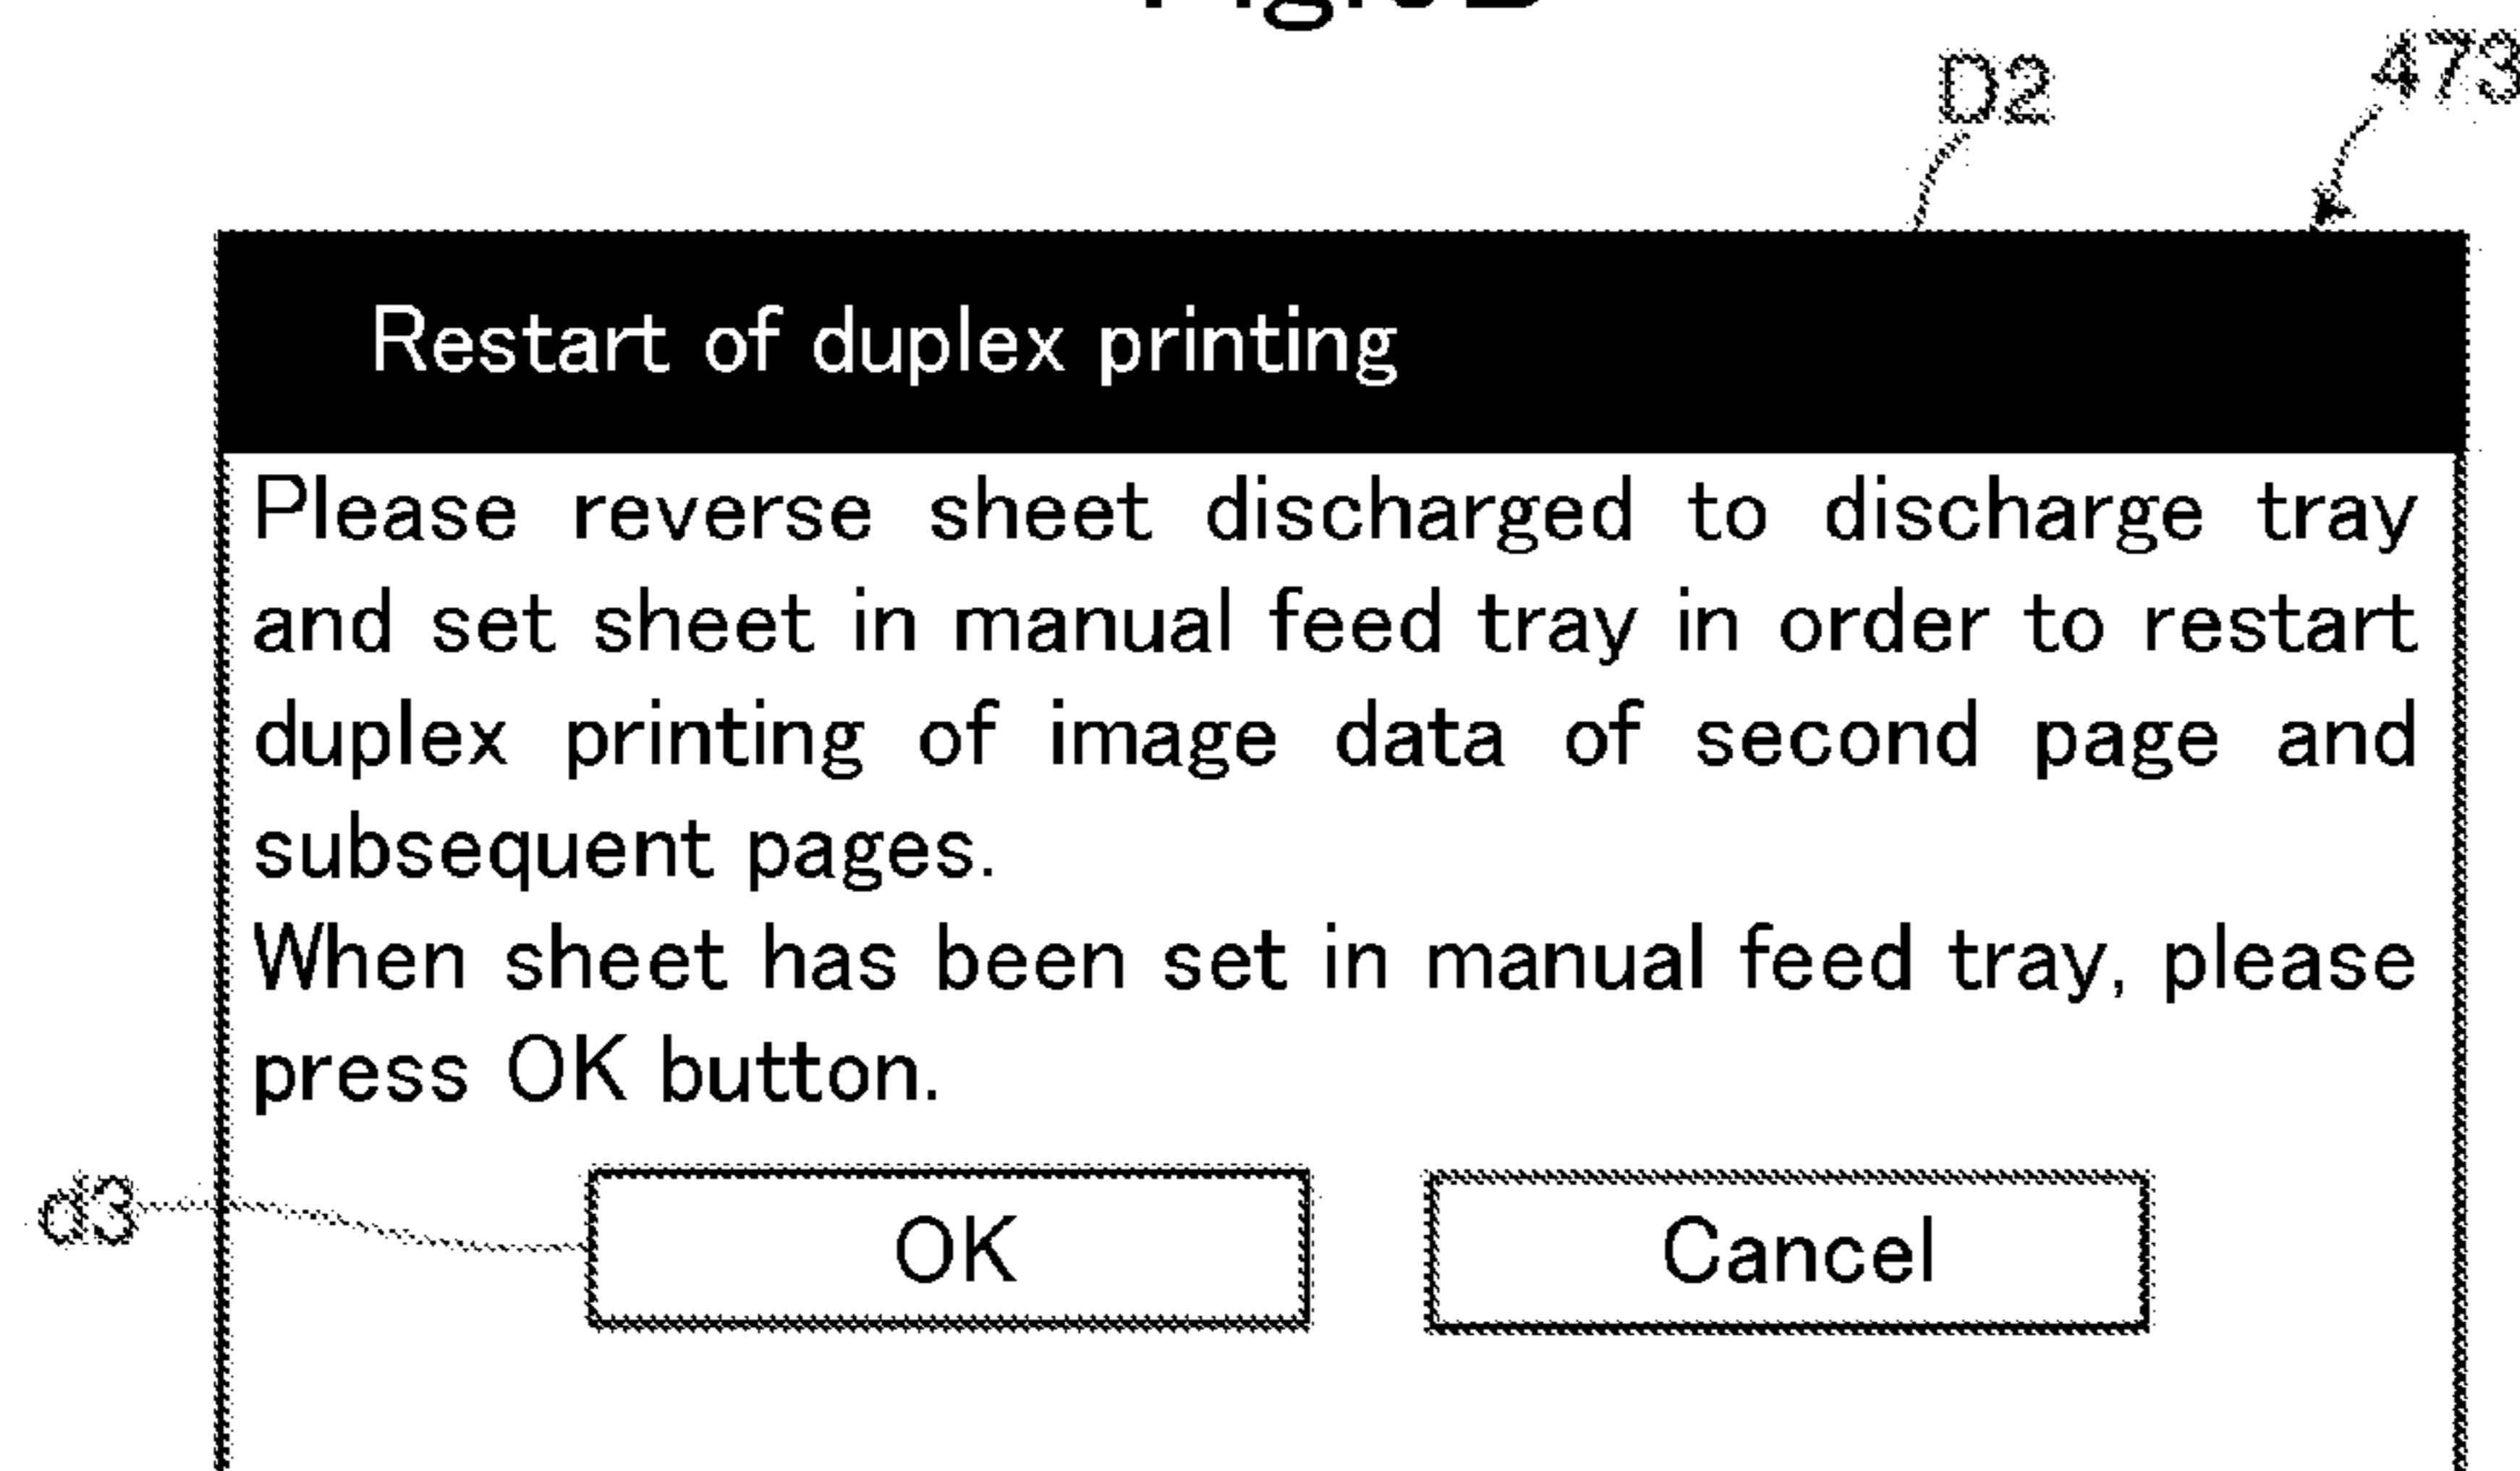 D2
473
Restart of duplex printing
Please reverse sheet discharged to discharge tray
and set sheet in manual feed tray in order to restart
duplex printing of image data of second page and
subsequent pages.
When sheet has been set in manual feed tray, please
press OK button.
d3
OK Cancel